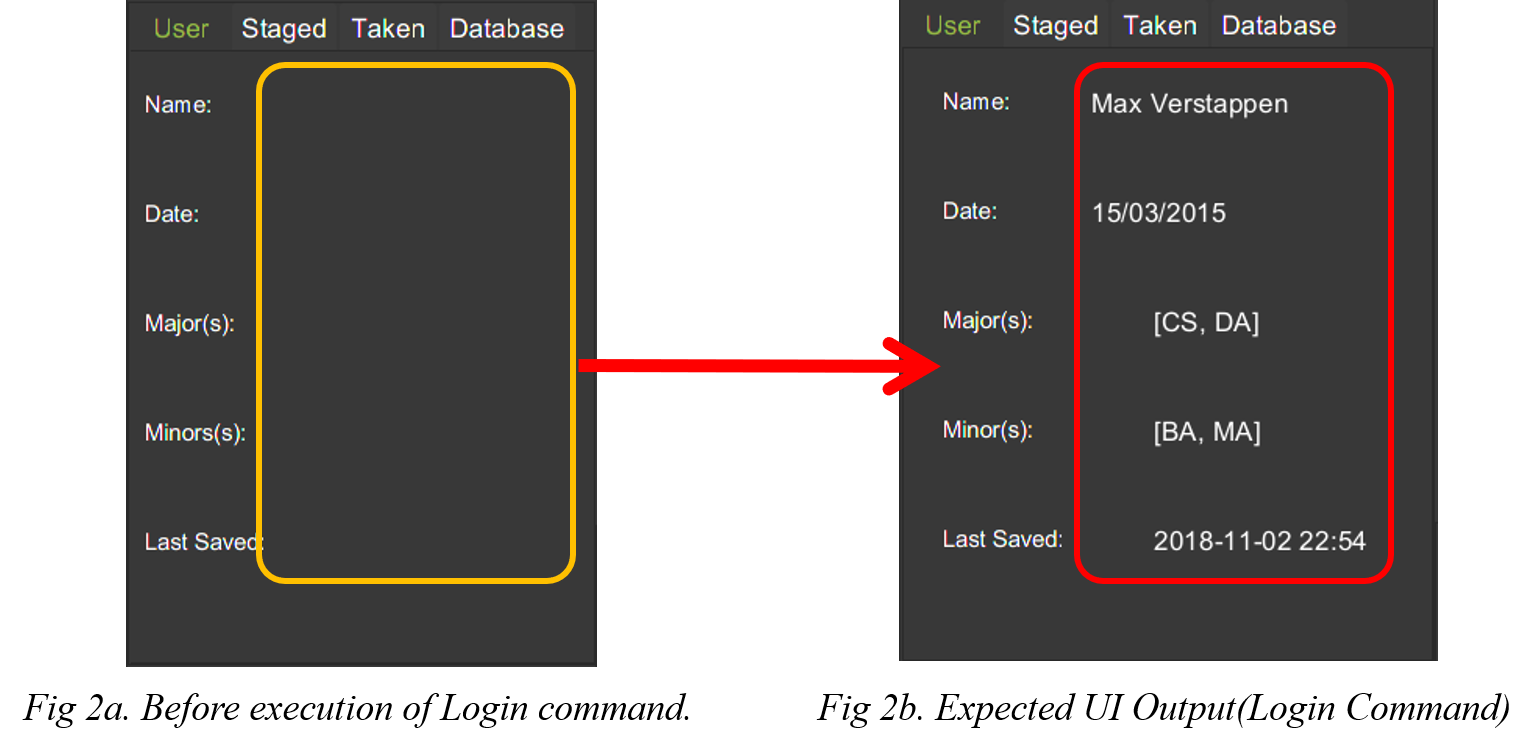 User Staged Taken Database
Name:
Date:
Major(s):
Minors(s):
Last Saved:
Fig 2a. Before execution of Login command.
User Staged Taken Database
Name: Max Verstappen
Date: 15/03/2015
Major(s): [CS, DA]
Minor(s): [BA, MA]
Last Saved: 2018-11-02 22:54
Fig 2b. Expected UI Output(Login Command)